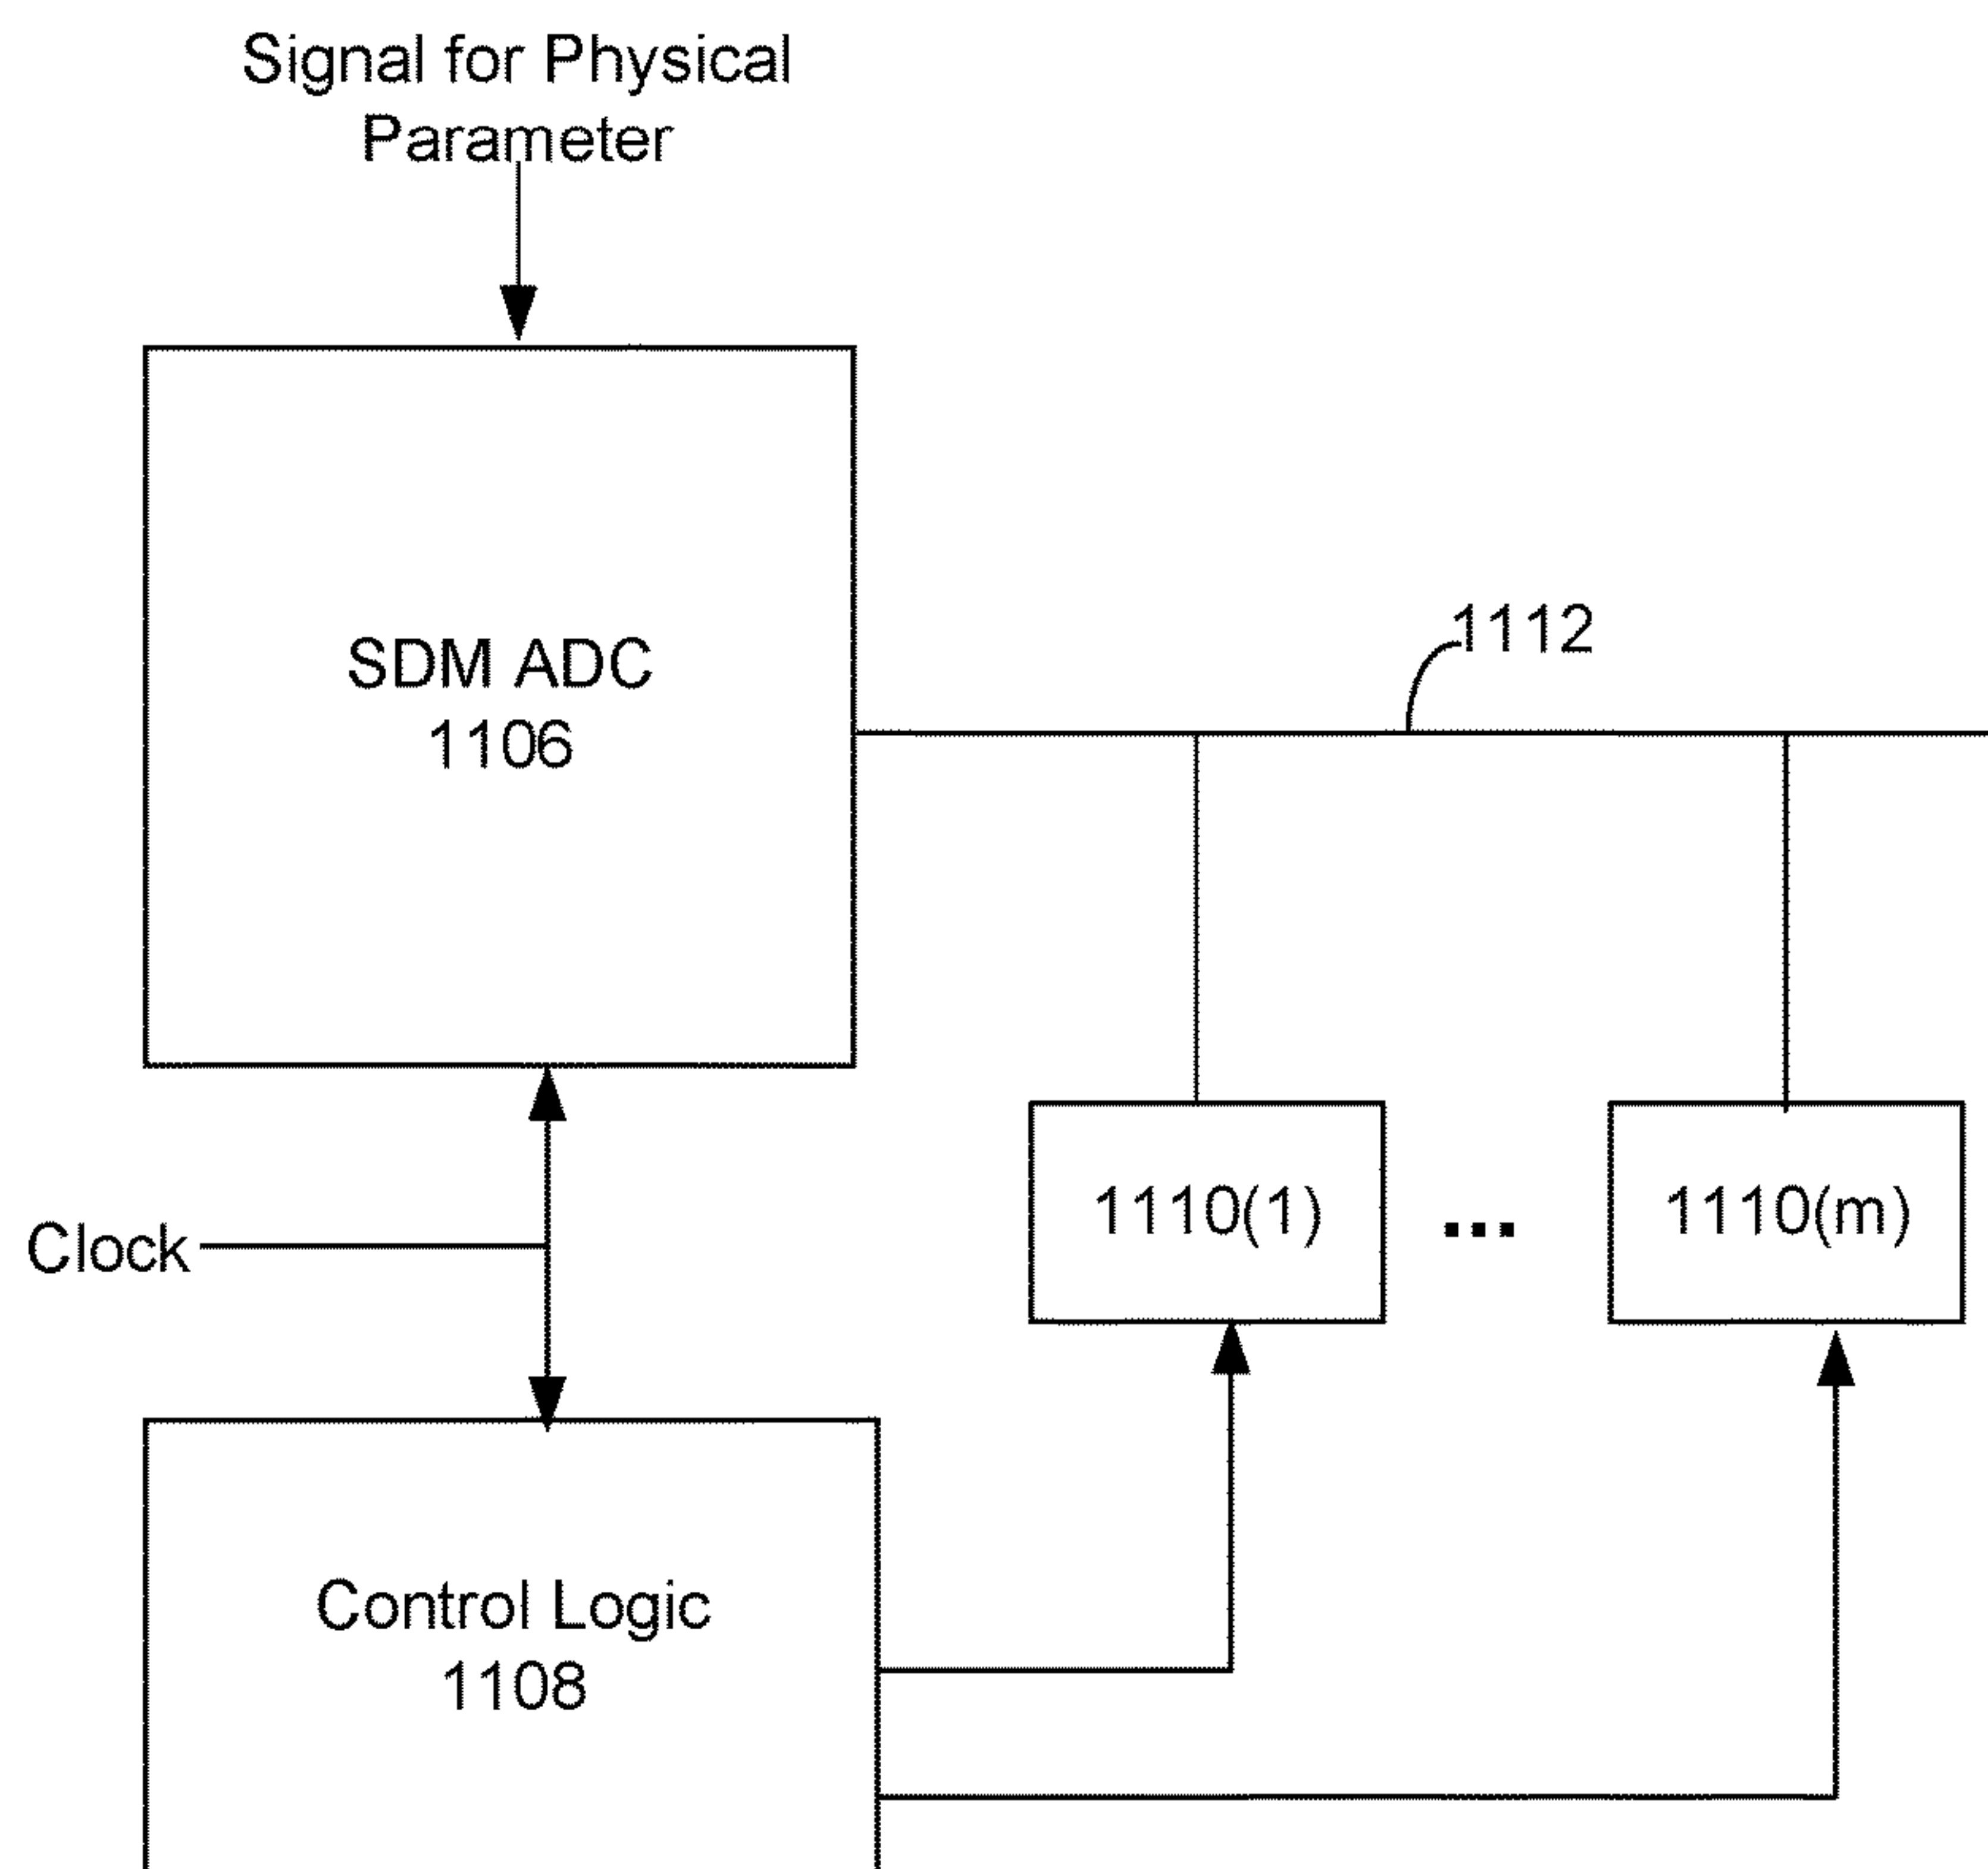 Signal for Physical
Parameter
SDM ADC
1106
1112
1110(1)
...
1110(m)
Clock
Control Logic
1108